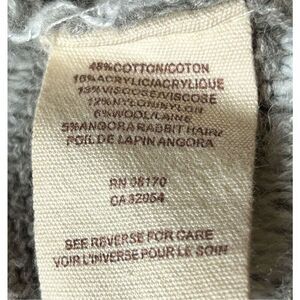 48%COTTON/COTON
16%ACRYLIC/ACRYLIQUE
13%VISCOSE/VISCOSE
12%NYLON/NYLON
6%WOOL/LAINE
5%ANGORA RABBIT HAIR/
POIL DE LAPIN ANGORA
RN 06170
CA 32054
SEE REVERSE FOR CARE
VOIR L'INVERSE POUR LE SOIN